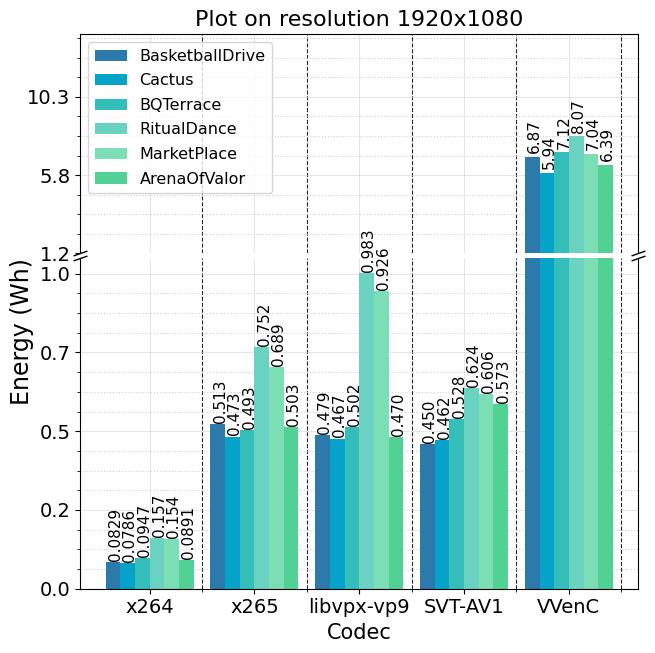 Plot on resolution 1920x1080
BasketballDrive
Cactus
BQTerrace
RitualDance
MarketPlace
ArenaOfValor
10.3
5.8
1.2
1.0
0.7
0.5
0.2
0.0
Energy (Wh)
0.0829
0.0786
0.0947
0.157
0.154
0.0891
0.513
0.473
0.493
0.752
0.689
0.503
0.479
0.467
0.502
0.983
0.926
0.470
0.450
0.462
0.528
0.624
0.606
0.573
6.87
5.94
7.12
8.07
7.04
6.39
x264
x265
libvpx-vp9
SVT-AV1
VVenC
Codec